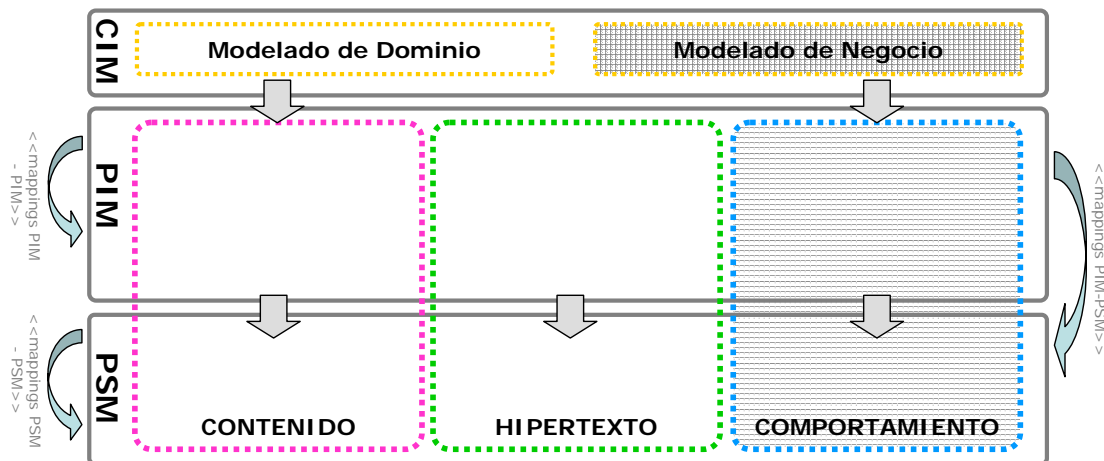 CIM
Modelado de Dominio
Modelado de Negocio
PIM
<<mappings PIM
- PIM>>
<<mappings PIM-PSM>>
PSM
<<mappings PSM
- PSM>>
CONTENIDO
HIPERTEXTO
COMPORTAMIENTO